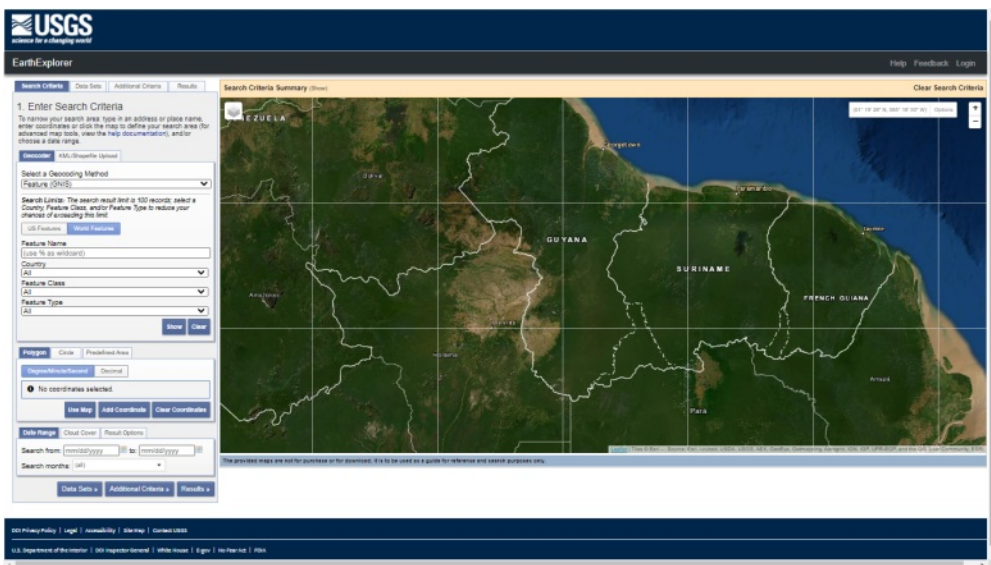 USGS
science for a changing world
EarthExplorer
Help Feedback Login
Search Criteria Data Sets Additional Criteria Results
Search Criteria Summary (Show)
Clear Search Criteria
1. Enter Search Criteria
To narrow your search area: type in an address or place name,
enter coordinates or click the map to define your search area (for
advanced map tools, view the help documentation), and/or
choose a date range.
Geocoder KML/Shapefile Upload
Select a Geocoding Method
Feature (GNIS)
Search Limits: The search result limit is 100 records; select a
Country, Feature Class, and/or Feature Type to reduce your
chances of exceeding this limit.
US Features World Features
Feature Name
(use % as wildcard)
Country
All
Feature Class
All
Feature Type
All
Show Clear
Polygon Circle Predefined Area
Degree/Minute/Second Decimal
No coordinates selected.
Use Map Add Coordinate Clear Coordinates
Date Range Cloud Cover Result Options
Search from: mm/dd/yyyy to: mm/dd/yyyy
Search months: (all)
Data Sets » Additional Criteria » Results »
Options
+
−
EZUELA
Georgetown
Bolívar
Paramaribo
Cayenne
GUYANA
SURINAME
Amazonas
FRENCH GUIANA
Roraima
Amapá
Pará
The provided maps are not for purchase or for download; it is to be used as a guide for reference and search purposes only.
DOI Privacy Policy | Legal | Accessibility | Site Map | Contact USGS
U.S. Department of the Interior | DOI Inspector General | White House | E-gov | No Fear Act | FOIA